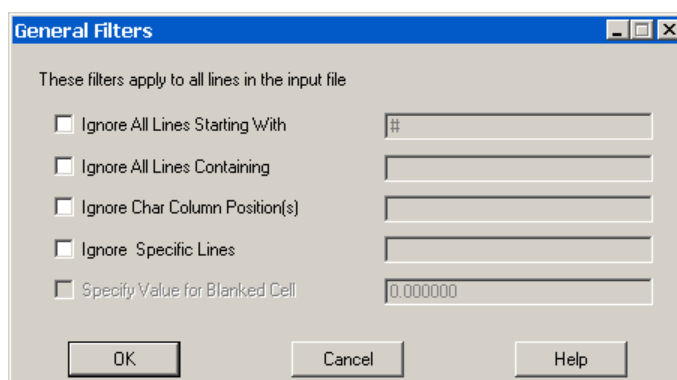 General Filters
These filters apply to all lines in the input file
Ignore All Lines Starting With #
Ignore All Lines Containing
Ignore Char Column Position(s)
Ignore Specific Lines
Specify Value for Blanked Cell 0.000000
OK Cancel Help